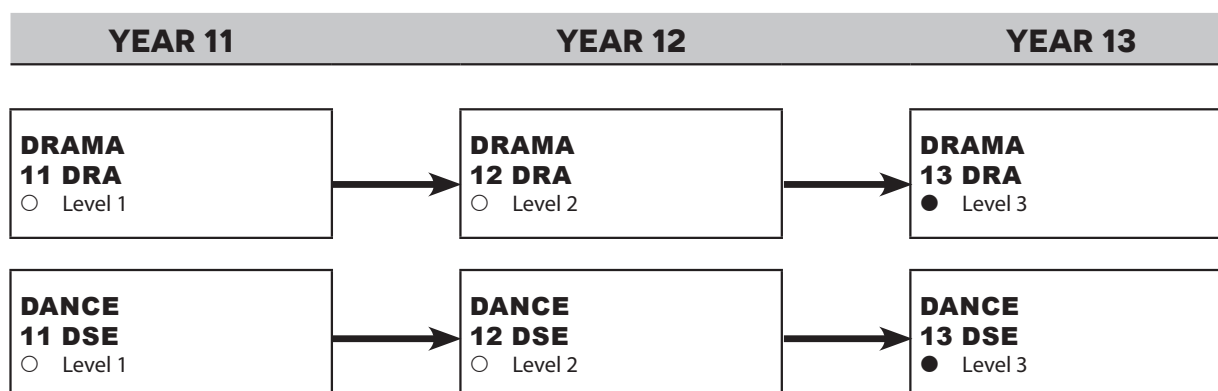 YEAR 11
YEAR 12
YEAR 13
DRAMA
11 DRA
○ Level 1
DRAMA
12 DRA
○ Level 2
DRAMA
13 DRA
● Level 3
DANCE
11 DSE
○ Level 1
DANCE
12 DSE
○ Level 2
DANCE
13 DSE
● Level 3